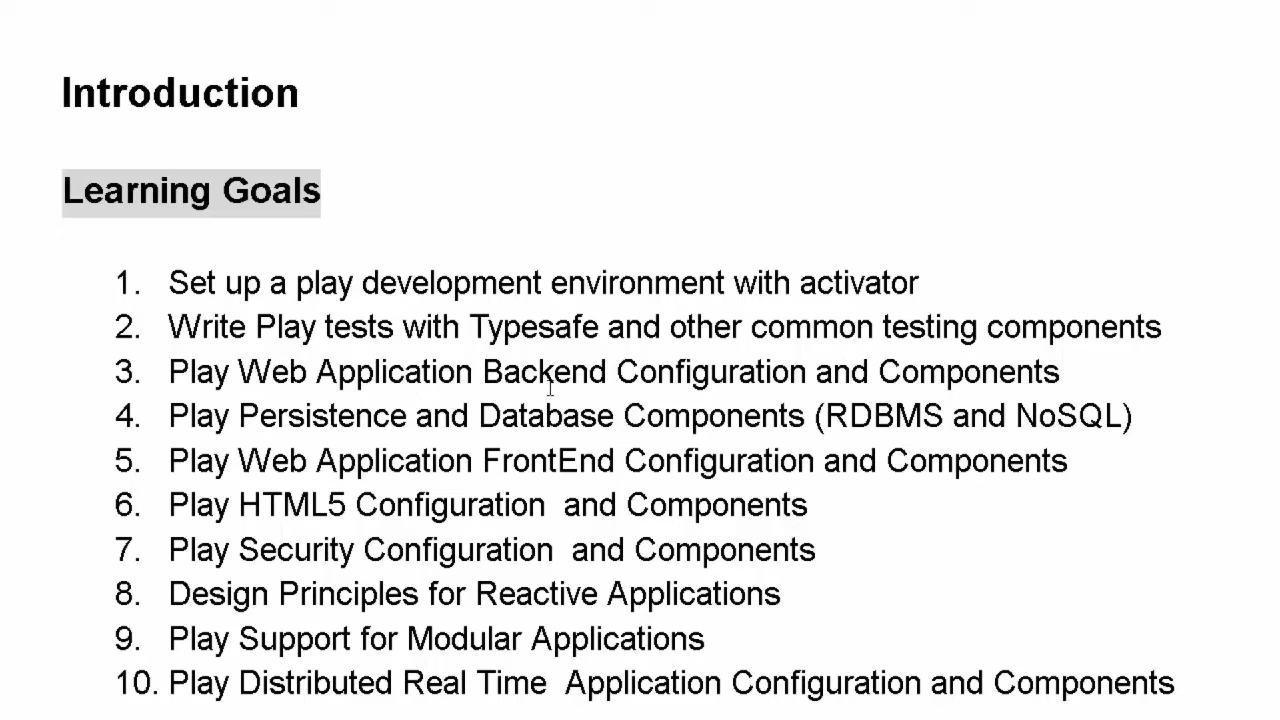 Introduction
Learning Goals
1. Set up a play development environment with activator
2. Write Play tests with Typesafe and other common testing components
3. Play Web Application Backend Configuration and Components
4. Play Persistence and Database Components (RDBMS and NoSQL)
5. Play Web Application FrontEnd Configuration and Components
6. Play HTML5 Configuration  and Components
7. Play Security Configuration  and Components
8. Design Principles for Reactive Applications
9. Play Support for Modular Applications
10. Play Distributed Real Time  Application Configuration and Components